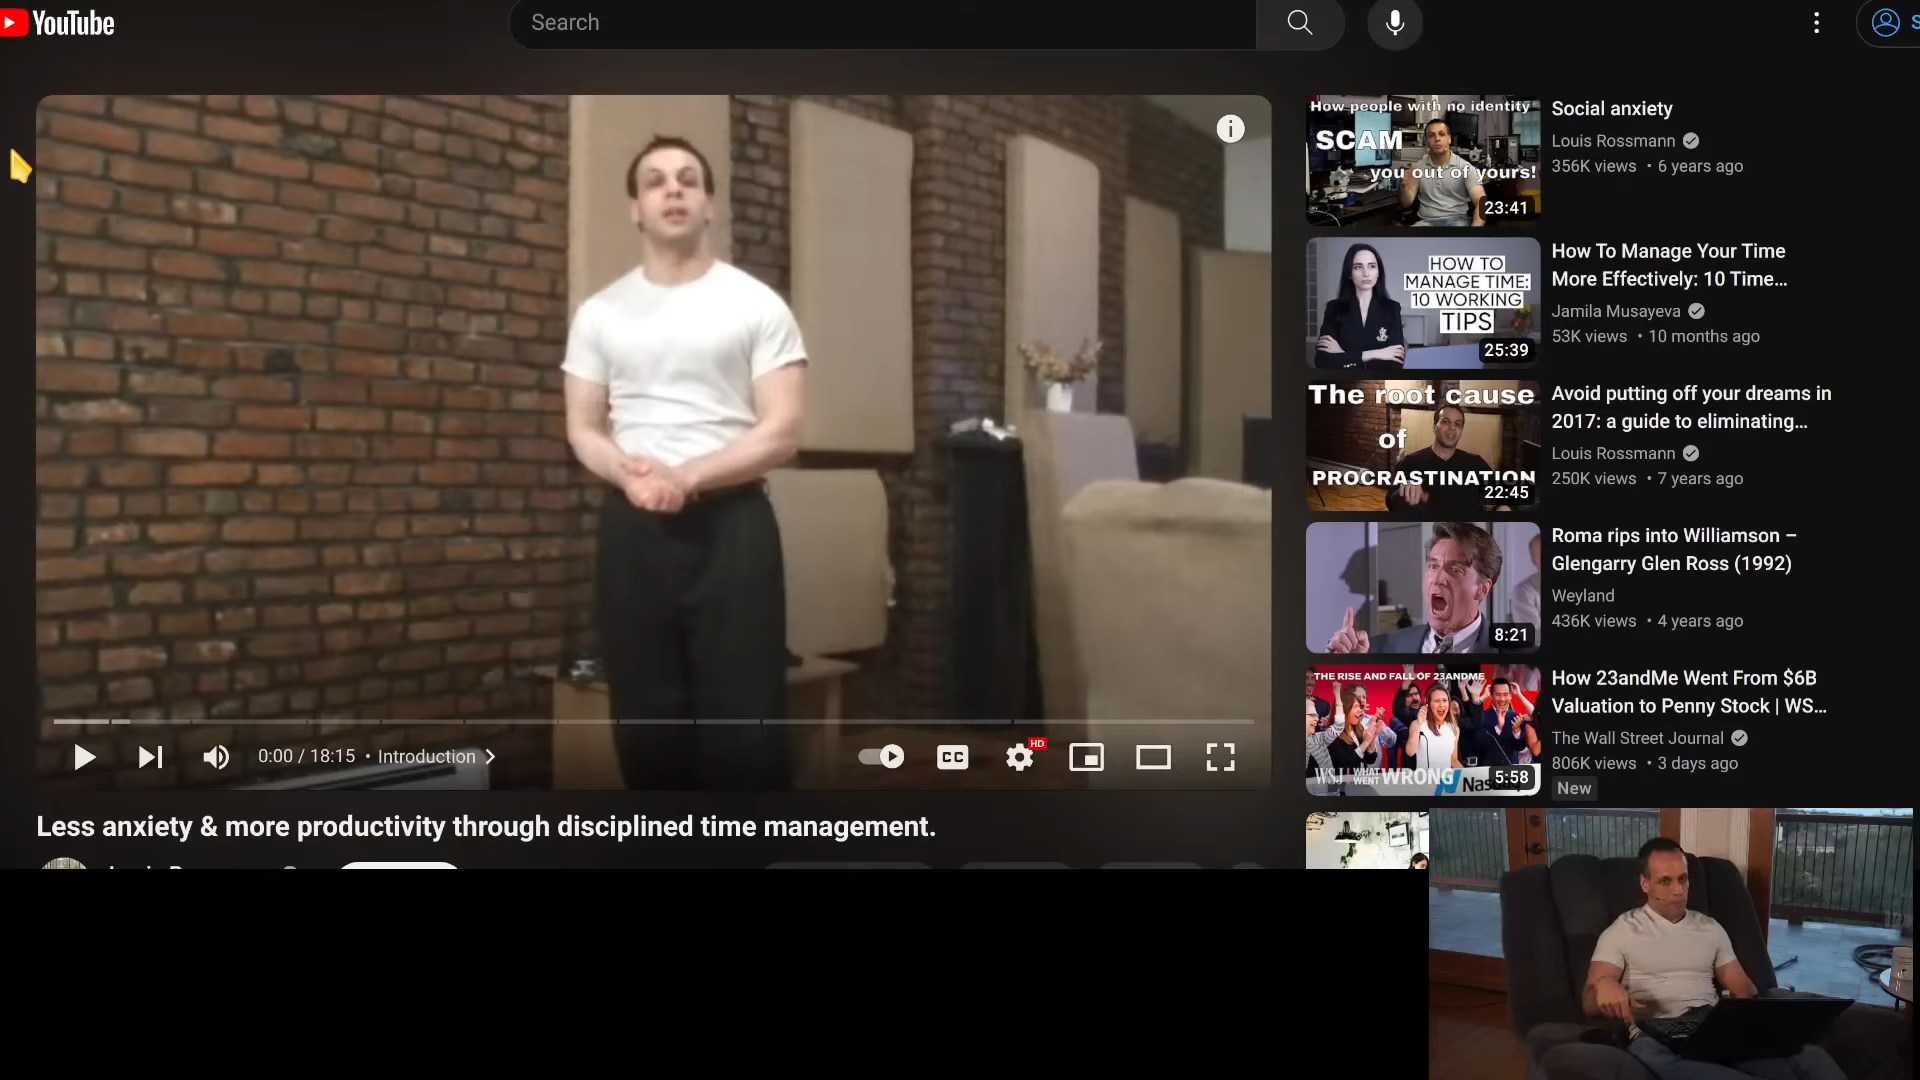 YouTube
Search
S
0:00 / 18:15 • Introduction
CC
HD
Less anxiety & more productivity through disciplined time management.
How people with no identity
SCAM
you out of yours!
23:41
Social anxiety
Louis Rossmann
356K views • 6 years ago
HOW TO
MANAGE TIME:
10 WORKING
TIPS
25:39
How To Manage Your Time
More Effectively: 10 Time...
Jamila Musayeva
53K views • 10 months ago
The root cause
of
PROCRASTINATION
22:45
Avoid putting off your dreams in
2017: a guide to eliminating...
Louis Rossmann
250K views • 7 years ago
8:21
Roma rips into Williamson –
Glengarry Glen Ross (1992)
Weyland
436K views • 4 years ago
THE RISE AND FALL OF 23ANDME
WSJ WHAT WENT WRONG
Nasdaq
5:58
How 23andMe Went From $6B
Valuation to Penny Stock | WS...
The Wall Street Journal
806K views • 3 days ago
New